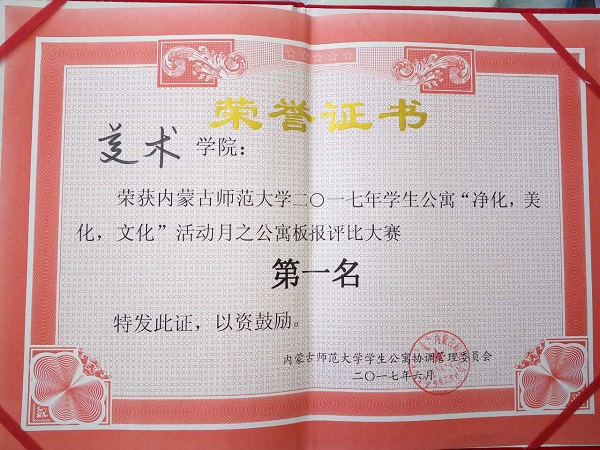 荣誉证书
美术 学院：
荣获内蒙古师范大学二〇一七年学生公寓“净化，美
化，文化”活动月之公寓板报评比大赛
第一名
特发此证，以资鼓励。
内蒙古师范大学学生公寓协调管理委员会
二〇一七年六月